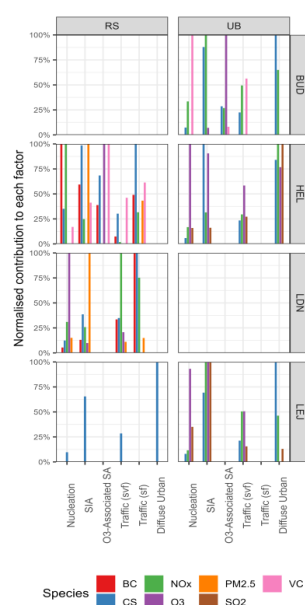 RS UB
Normalised contribution to each factor
100%
75%
50%
25%
0%
BUD
100%
75%
50%
25%
0%
HEL
100%
75%
50%
25%
0%
LDN
100%
75%
50%
25%
0%
LEJ
Nucleation
SIA
O3-Associated SA
Traffic (svf)
Traffic (sf)
Diffuse Urban
Nucleation
SIA
O3-Associated SA
Traffic (svf)
Traffic (sf)
Diffuse Urban
Species
BC NOx PM2.5 VC
CS O3 SO2